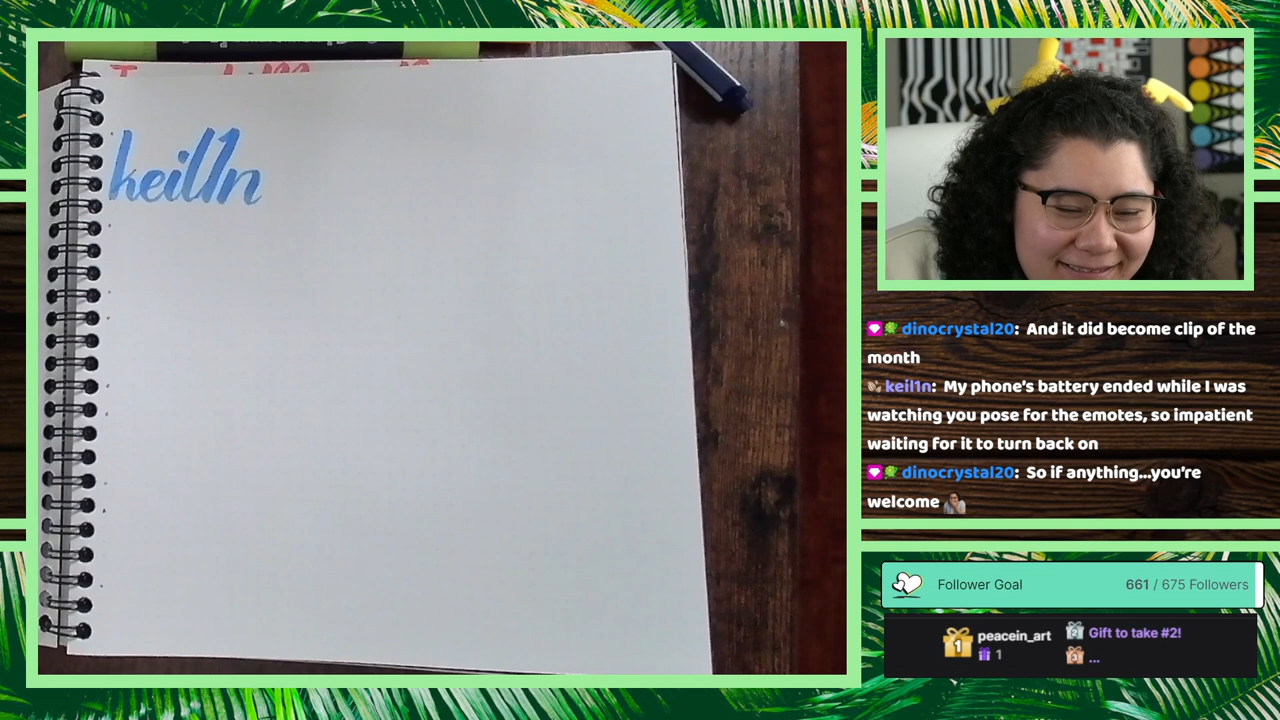 keil1n
dinocrystal20: And it did become clip of the
month
keil1n: My phone's battery ended while I was
watching you pose for the emotes, so impatient
waiting for it to turn back on
dinocrystal20: So if anything...you're
welcome
Follower Goal
661 / 675 Followers
1
peacein_art
1
2
Gift to take #2!
3
...